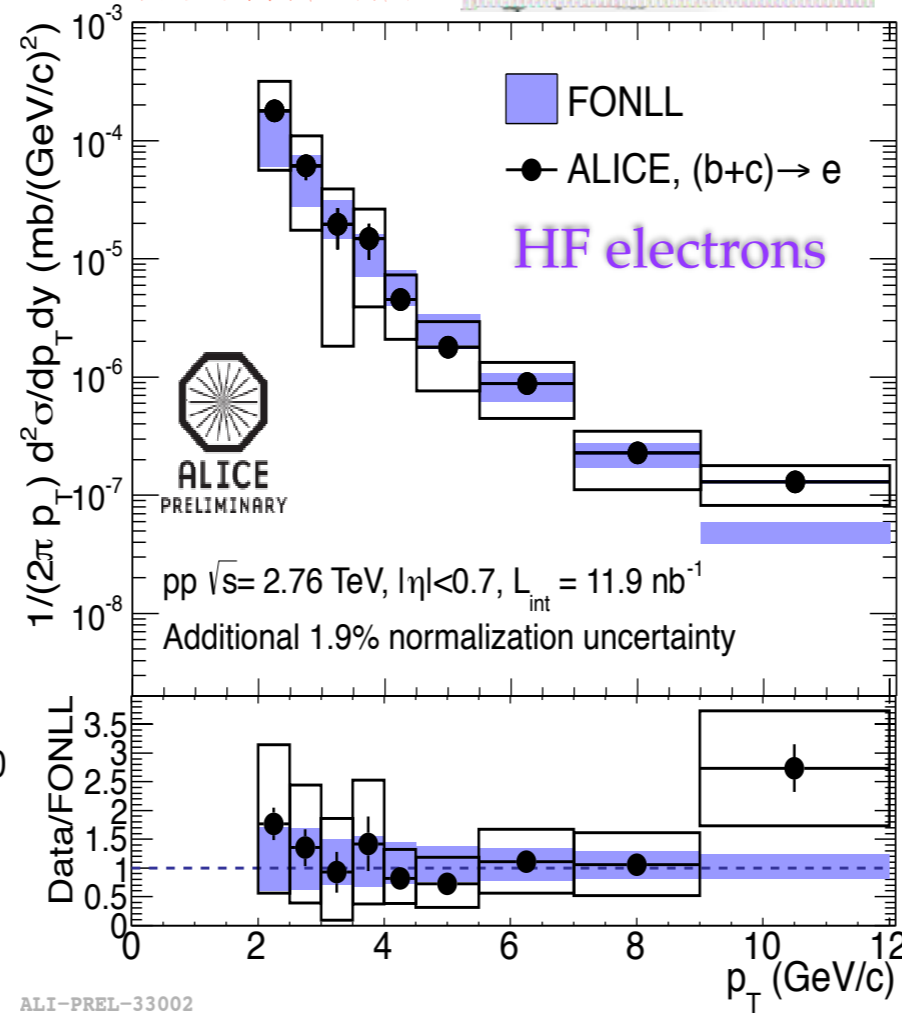 1/(2π p_T) d²σ/dp_Tdy (mb/(GeV/c)²)
10⁻³
10⁻⁴
10⁻⁵
10⁻⁶
10⁻⁷
10⁻⁸
FONLL
ALICE, (b+c)→ e
HF electrons
ALICE
PRELIMINARY
pp √s= 2.76 TeV, |η|<0.7, L_int = 11.9 nb⁻¹
Additional 1.9% normalization uncertainty
Data/FONLL
3.5
3
2.5
2
1.5
1
0.5
0
0 2 4 6 8 10 12
p_T (GeV/c)
ALI-PREL-33002